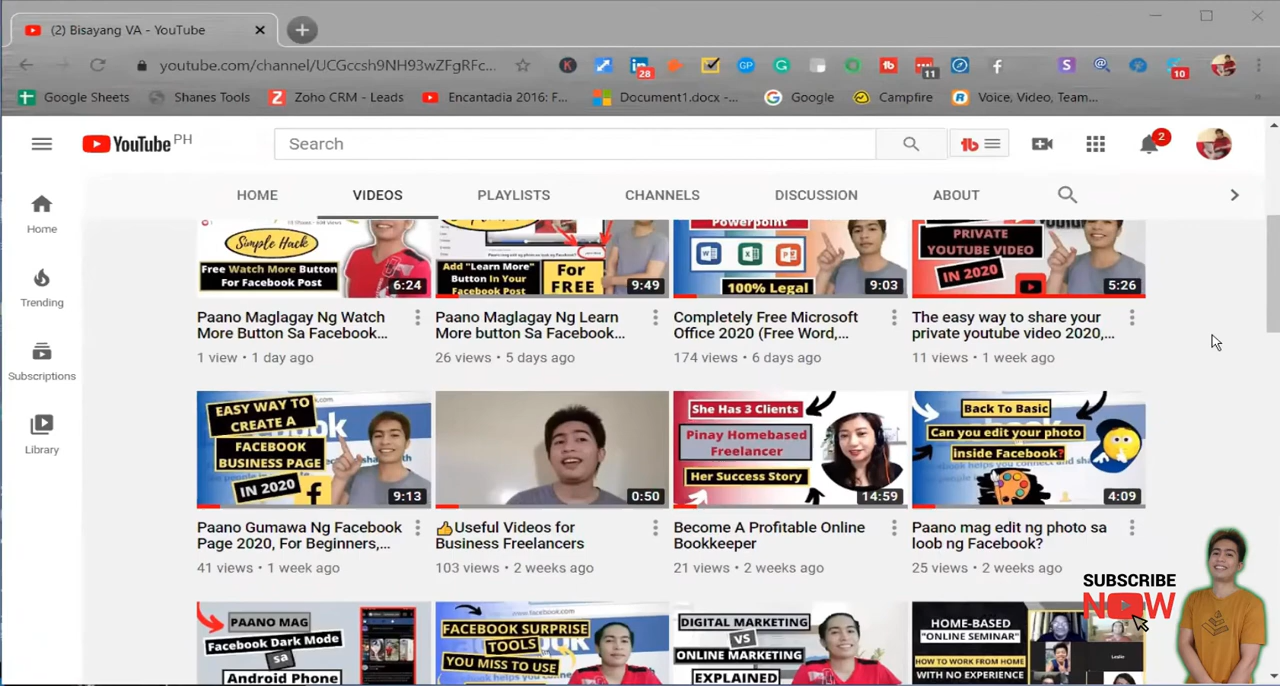 (2) Bisayang VA - YouTube
youtube.com/channel/UCGccsh9NH93wZFgRFc...
28
GP
11
S
10
Google Sheets
Shanes Tools
Zoho CRM - Leads
Encantadia 2016: F...
Document1.docx -...
Google
Campfire
Voice, Video, Team...
YouTube PH
Search
2
HOME
VIDEOS
PLAYLISTS
CHANNELS
DISCUSSION
ABOUT
Home
Trending
Subscriptions
Library
Simple Hack
Free Watch More Button
For Facebook Post
6:24
Paano Maglagay Ng Watch
More Button Sa Facebook...
1 view • 1 day ago
Add "Learn More"
Button In Your
Facebook Post
For
FREE
9:49
Paano Maglagay Ng Learn
More button Sa Facebook...
26 views • 5 days ago
Powerpoint
100% Legal
9:03
Completely Free Microsoft
Office 2020 (Free Word,...
174 views • 6 days ago
PRIVATE
YOUTUBE VIDEO
IN 2020
5:26
The easy way to share your
private youtube video 2020,...
11 views • 1 week ago
EASY WAY TO
CREATE A
FACEBOOK
BUSINESS PAGE
IN 2020
9:13
Paano Gumawa Ng Facebook
Page 2020, For Beginners,...
41 views • 1 week ago
0:50
👍Useful Videos for
Business Freelancers
103 views • 2 weeks ago
She Has 3 Clients
Pinay Homebased
Freelancer
Her Success Story
14:59
Become A Profitable Online
Bookkeeper
21 views • 2 weeks ago
Back To Basic
Can you edit your photo
inside Facebook?
4:09
Paano mag edit ng photo sa
loob ng Facebook?
25 views • 2 weeks ago
PAANO MAG
Facebook Dark Mode
sa
Android Phone
www.facebook.com
FACEBOOK SURPRISE
TOOLS
YOU MISS TO USE
DIGITAL MARKETING
VS
ONLINE MARKETING
EXPLAINED
HOME-BASED
"ONLINE SEMINAR"
HOW TO WORK FROM HOME
WITH NO EXPERIENCE
Leslie
SUBSCRIBE
NOW